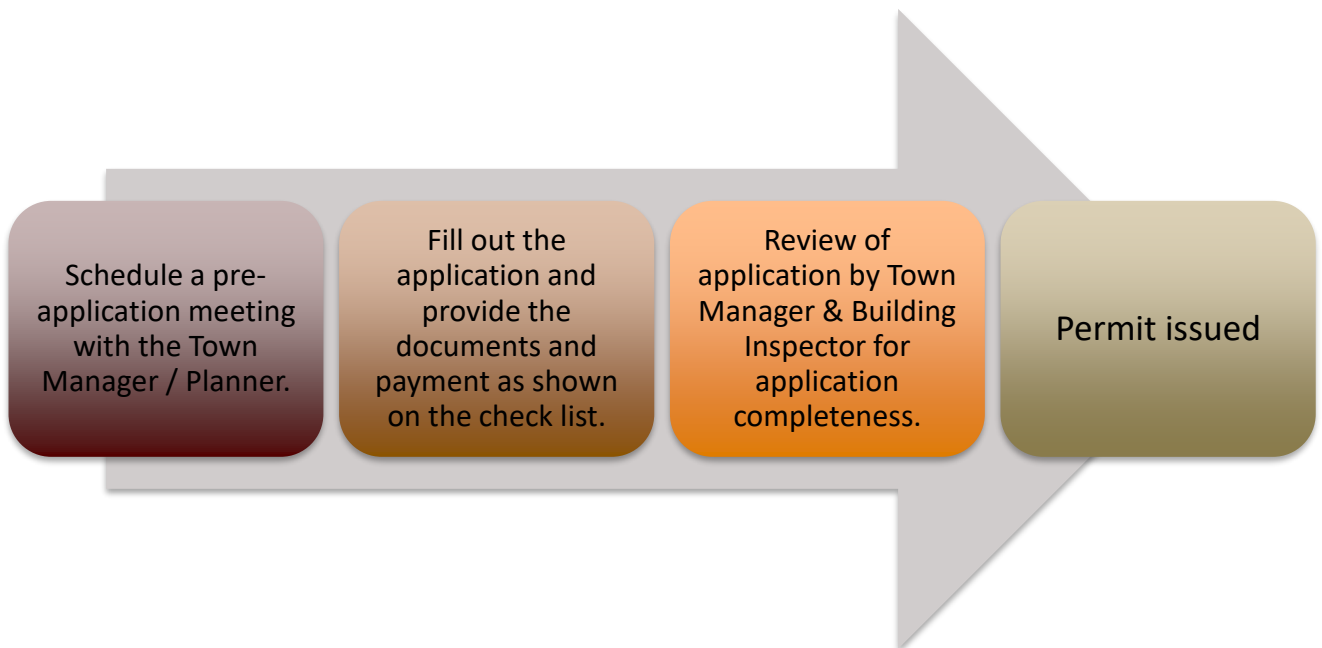 Schedule a pre-
application meeting
with the Town
Manager / Planner.
Fill out the
application and
provide the
documents and
payment as shown
on the check list.
Review of
application by Town
Manager & Building
Inspector for
application
completeness.
Permit issued